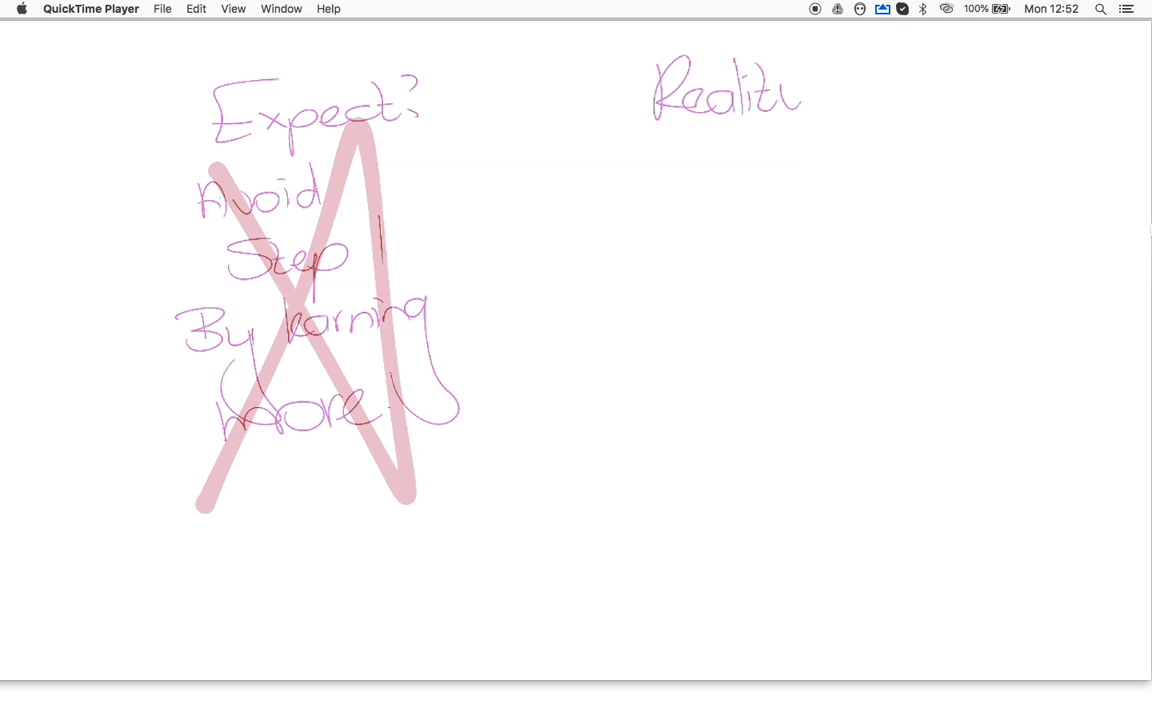 QuickTime Player File Edit View Window Help 100% Mon 12:52
Expect?
Avoid
Step
By learning
more.
Realit